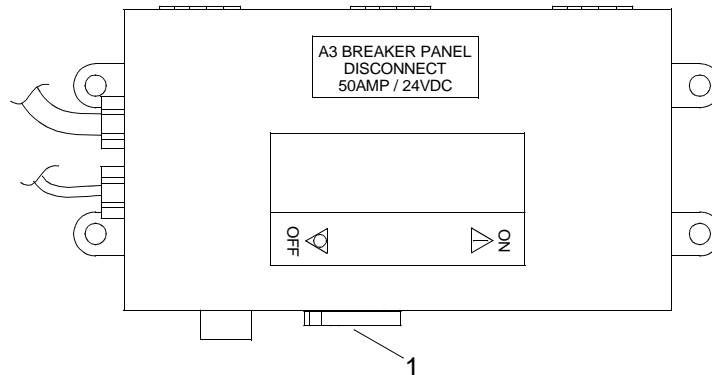 A3 BREAKER PANEL
DISCONNECT
50AMP / 24VDC
OFF
ON
1